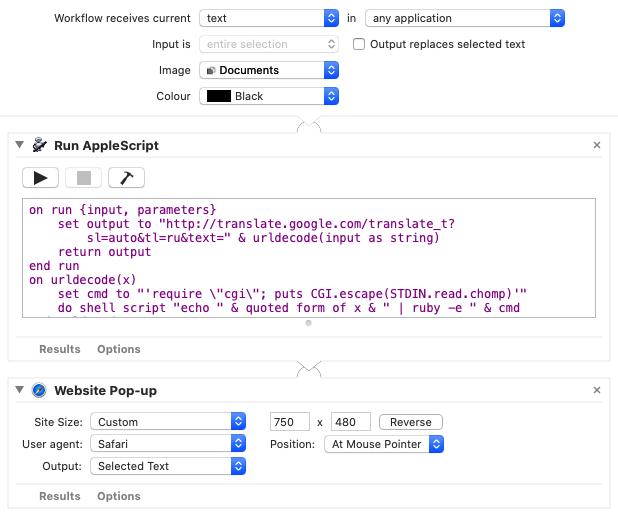 Workflow receives current text in any application
Input is entire selection Output replaces selected text
Image Documents
Colour Black
Run AppleScript
on run {input, parameters}
set output to "http://translate.google.com/translate_t?
sl=auto&tl=ru&text=" & urldecode(input as string)
return output
end run
on urldecode(x)
set cmd to "'require \"cgi\"; puts CGI.escape(STDIN.read.chomp)'"
do shell script "echo " & quoted form of x & " | ruby -e " & cmd
Results Options
Website Pop-up
Site Size: Custom 750 x 480 Reverse
User agent: Safari Position: At Mouse Pointer
Output: Selected Text
Results Options